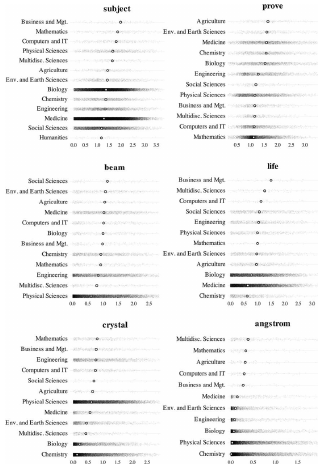 subject
Business and Mgt.
Mathematics
Computers and IT
Physical Sciences
Multidisc. Sciences
Agriculture
Env. and Earth Sciences
Biology
Chemistry
Engineering
Medicine
Social Sciences
Humanities
0.0 0.5 1.0 1.5 2.0 2.5 3.0 3.5
prove
Agriculture
Env. and Earth Sciences
Medicine
Chemistry
Biology
Engineering
Social Sciences
Physical Sciences
Business and Mgt.
Multidisc. Sciences
Computers and IT
Mathematics
0.0 0.5 1.0 1.5 2.0 2.5 3.0
beam
Social Sciences
Env. and Earth Sciences
Agriculture
Medicine
Computers and IT
Biology
Business and Mgt.
Chemistry
Mathematics
Engineering
Multidisc. Sciences
Physical Sciences
0.0 0.5 1.0 1.5 2.0 2.5
life
Business and Mgt.
Multidisc. Sciences
Computers and IT
Social Sciences
Engineering
Physical Sciences
Mathematics
Env. and Earth Sciences
Agriculture
Biology
Medicine
Chemistry
0.0 0.5 1.0 1.5 2.0 2.5 3.0
crystal
Mathematics
Business and Mgt.
Engineering
Computers and IT
Social Sciences
Agriculture
Physical Sciences
Medicine
Env. and Earth Sciences
Multidisc. Sciences
Biology
Chemistry
0.0 0.5 1.0 1.5 2.0 2.5
angstrom
Multidisc. Sciences
Mathematics
Agriculture
Computers and IT
Business and Mgt.
Medicine
Env. and Earth Sciences
Engineering
Biology
Physical Sciences
Chemistry
0.0 0.5 1.0 1.5